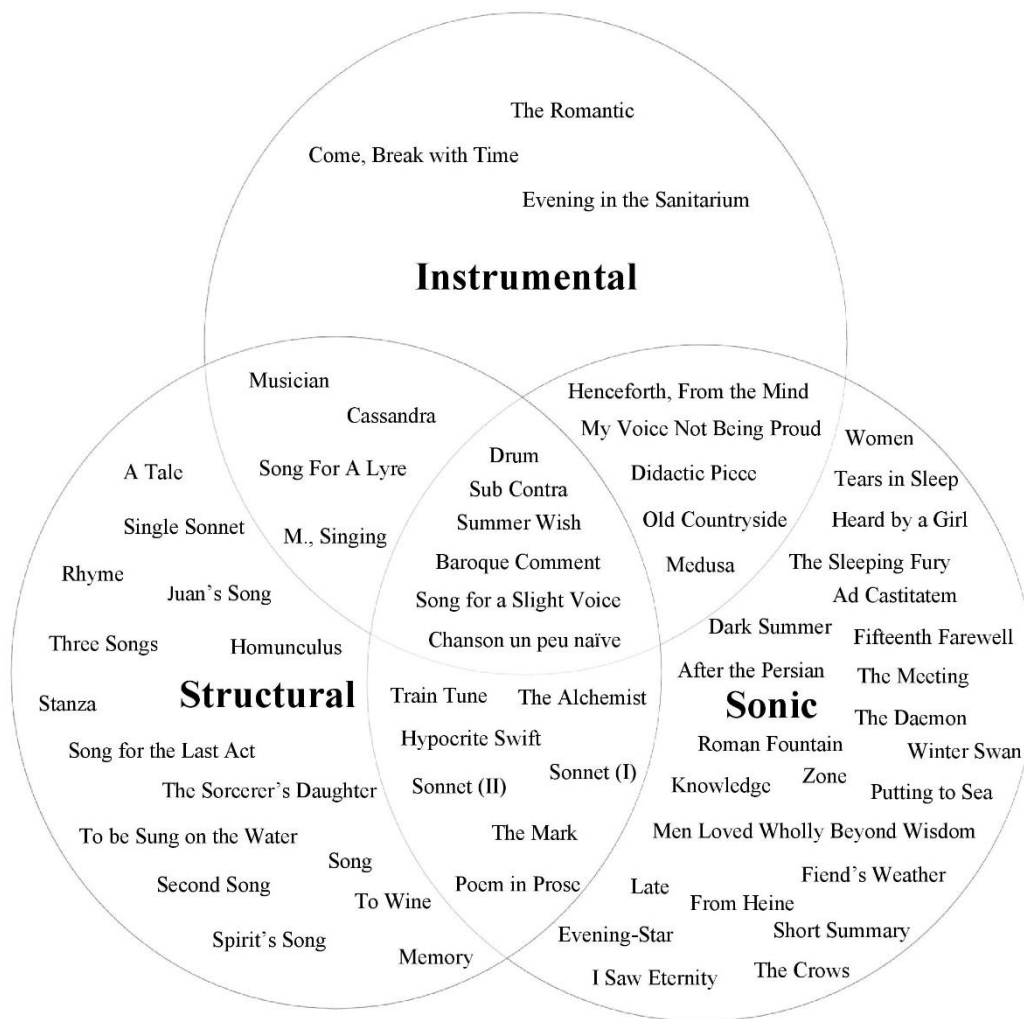 The Romantic
Come, Break with Time
Evening in the Sanitarium
Instrumental
Musician
Cassandra
Song For A Lyre
M., Singing
Henceforth, From the Mind
My Voice Not Being Proud
Didactic Piece
Old Countryside
Medusa
Drum
Sub Contra
Summer Wish
Baroque Comment
Song for a Slight Voice
Chanson un peu naïve
A Tale
Single Sonnet
Rhyme
Juan's Song
Three Songs
Homunculus
Stanza
Structural
Song for the Last Act
The Sorcerer's Daughter
To be Sung on the Water
Song
Second Song
To Wine
Spirit's Song
Memory
Train Tune
The Alchemist
Hypocrite Swift
Sonnet (I)
Sonnet (II)
The Mark
Poem in Prose
Women
Tears in Sleep
Heard by a Girl
The Sleeping Fury
Ad Castitatem
Dark Summer
Fifteenth Farewell
After the Persian
The Meeting
Sonic
The Daemon
Roman Fountain
Winter Swan
Zone
Knowledge
Putting to Sea
Men Loved Wholly Beyond Wisdom
Fiend's Weather
Late
From Heine
Evening-Star
Short Summary
I Saw Eternity
The Crows